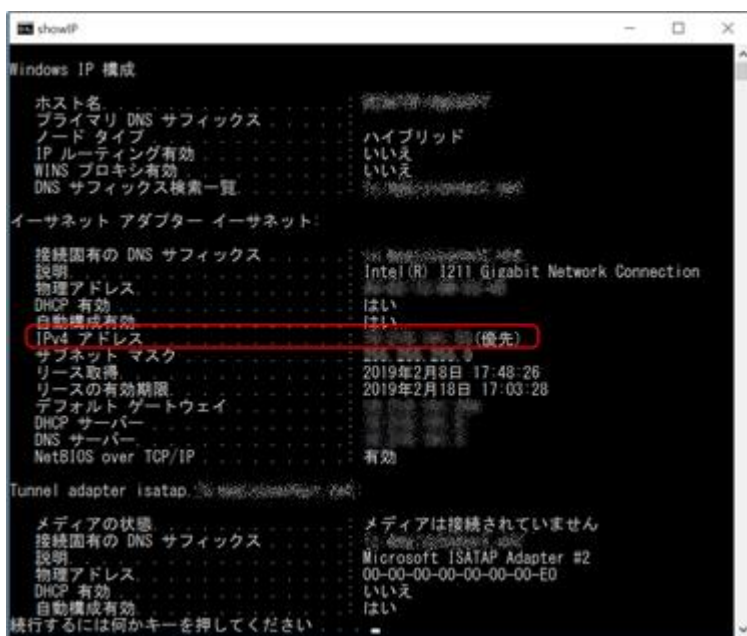 showIP
Windows IP 構成
ホスト名. . . . . . . . . . . . . . . :
プライマリ DNS サフィックス . . . . . :
ノード タイプ . . . . . . . . . . . . : ハイブリッド
IP ルーティング有効 . . . . . . . . . : いいえ
WINS プロキシ有効 . . . . . . . . . . : いいえ
DNS サフィックス検索一覧. . . . . . . :
イーサネット アダプター イーサネット:
接続固有の DNS サフィックス . . . . . :
説明. . . . . . . . . . . . . . . . . : Intel(R) I211 Gigabit Network Connection
物理アドレス. . . . . . . . . . . . . :
DHCP 有効 . . . . . . . . . . . . . . : はい
自動構成有効. . . . . . . . . . . . . : はい
IPv4 アドレス . . . . . . . . . . . . : (優先)
サブネット マスク . . . . . . . . . . :
リース取得. . . . . . . . . . . . . . : 2019年2月8日 17:48:26
リースの有効期限. . . . . . . . . . . : 2019年2月18日 17:03:28
デフォルト ゲートウェイ . . . . . . . :
DHCP サーバー . . . . . . . . . . . . :
DNS サーバー. . . . . . . . . . . . . :
NetBIOS over TCP/IP . . . . . . . . . : 有効
Tunnel adapter isatap.
メディアの状態. . . . . . . . . . . . : メディアは接続されていません
接続固有の DNS サフィックス . . . . . :
説明. . . . . . . . . . . . . . . . . : Microsoft ISATAP Adapter #2
物理アドレス. . . . . . . . . . . . . : 00-00-00-00-00-00-00-E0
DHCP 有効 . . . . . . . . . . . . . . : いいえ
自動構成有効. . . . . . . . . . . . . : はい
続行するには何かキーを押してください . . .